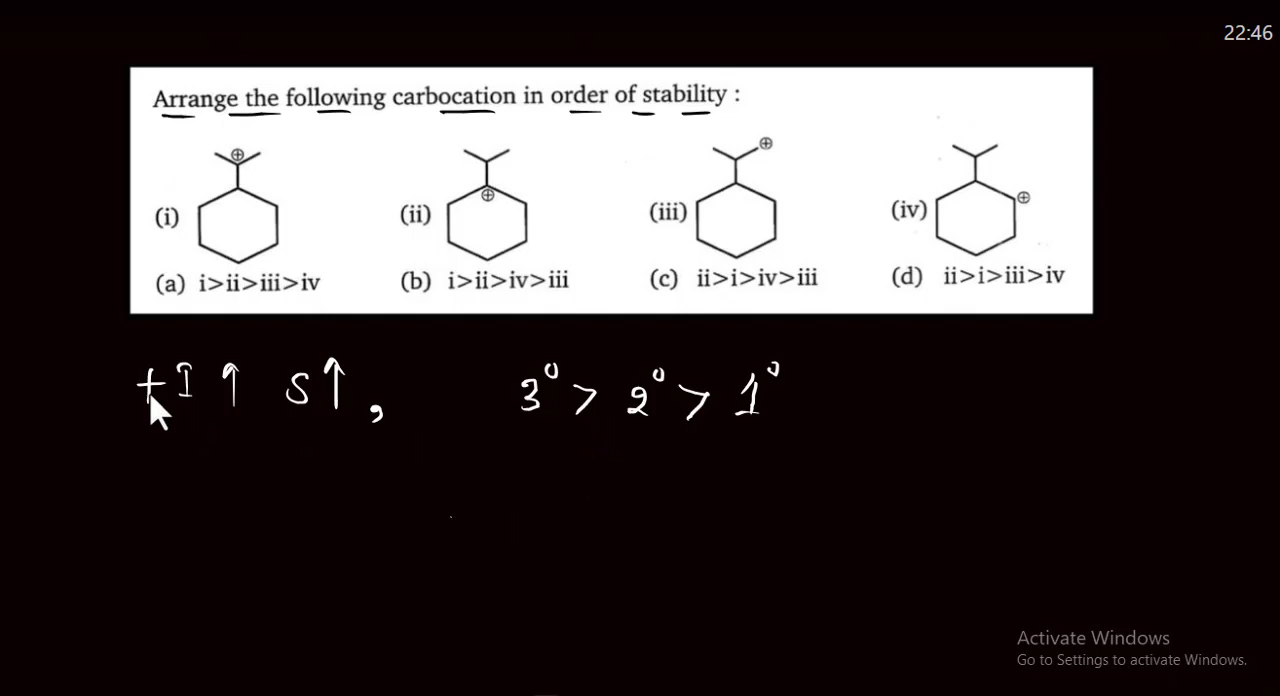 22:46
Arrange the following carbocation in order of stability :
⊕ ⊕ ⊕ ⊕
(i) (ii) (iii) (iv)
(a) i>ii>iii>iv (b) i>ii>iv>iii (c) ii>i>iv>iii (d) ii>i>iii>iv
+I ↑ S↑, 3° > 2° > 1°
Activate Windows
Go to Settings to activate Windows.